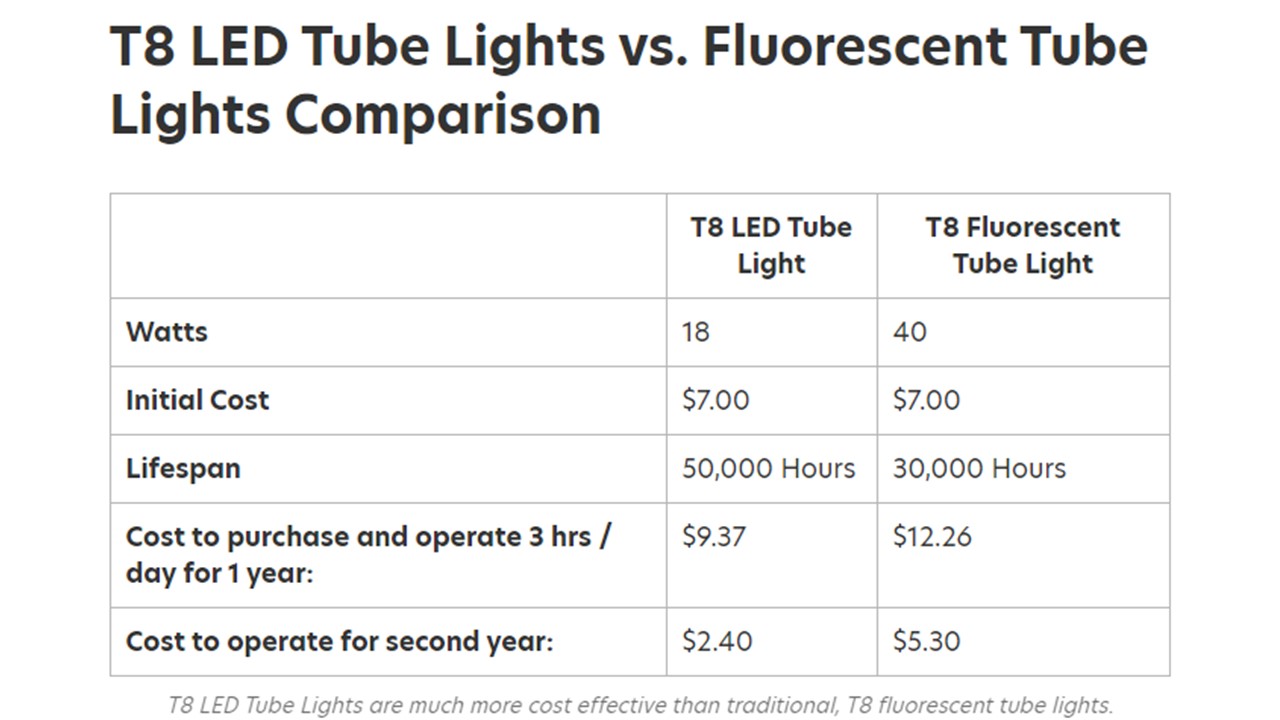 T8 LED Tube Lights vs. Fluorescent Tube
Lights Comparison
T8 LED Tube
Light
T8 Fluorescent
Tube Light
Watts
18
40
Initial Cost
$7.00
$7.00
Lifespan
50,000 Hours
30,000 Hours
Cost to purchase and operate 3 hrs /
day for 1 year:
$9.37
$12.26
Cost to operate for second year:
$2.40
$5.30
T8 LED Tube Lights are much more cost effective than traditional, T8 fluorescent tube lights.